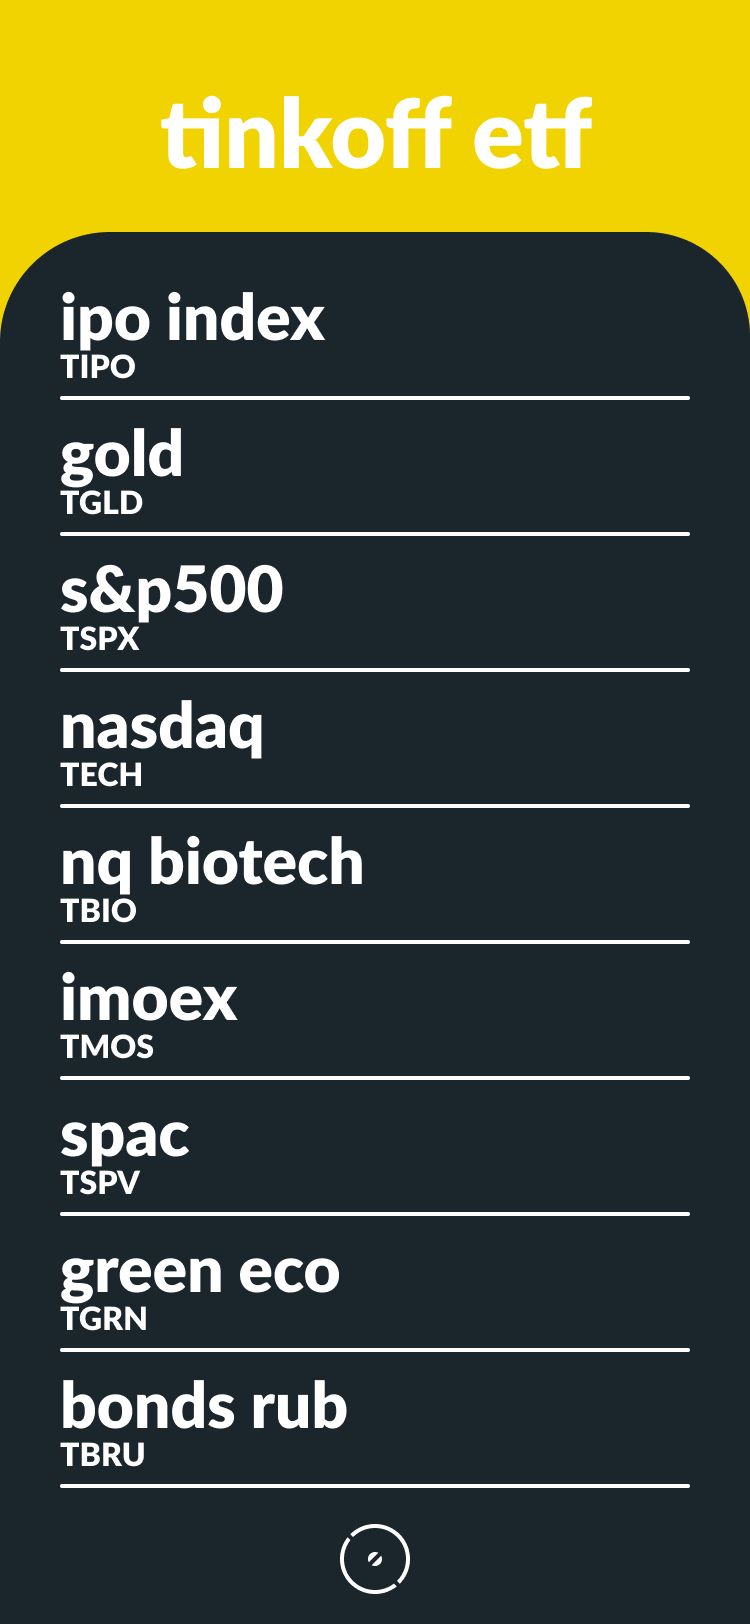 tinkoff etf
ipo index
TIPO
gold
TGLD
s&p500
TSPX
nasdaq
TECH
nq biotech
TBIO
imoex
TMOS
spac
TSPV
green eco
TGRN
bonds rub
TBRU